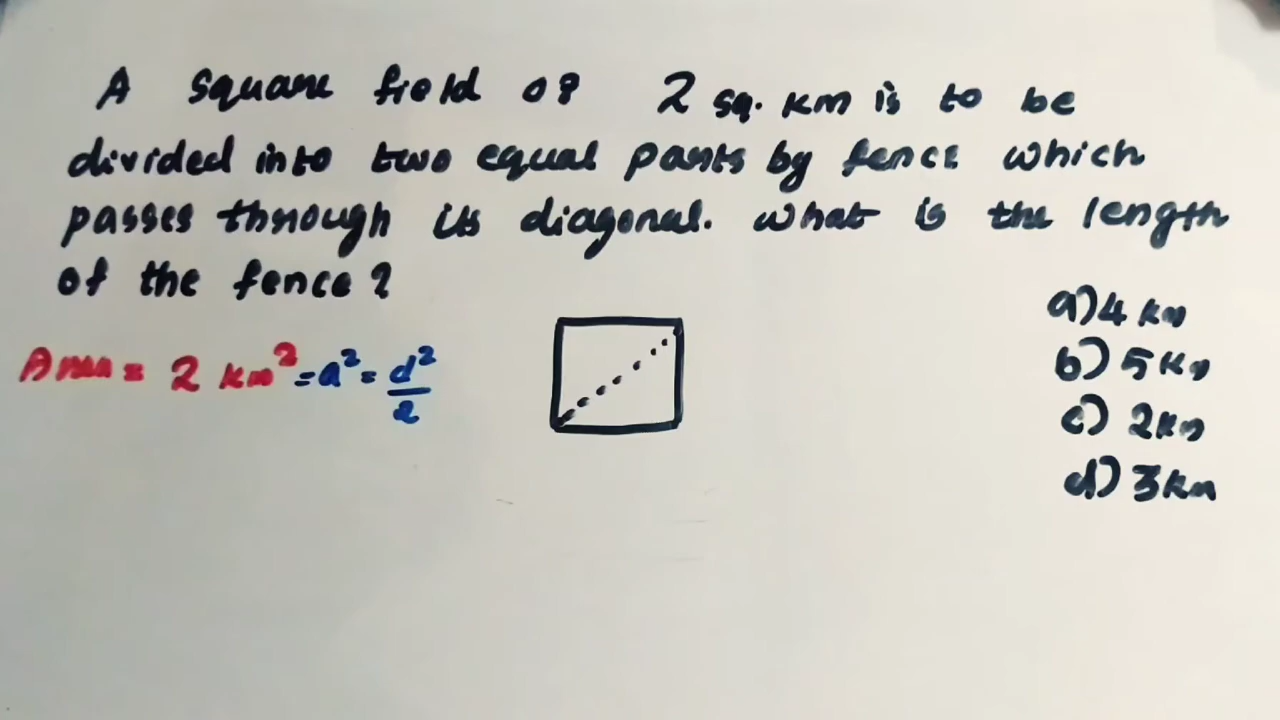 A square field of 2 sq. km is to be
divided into two equal parts by fence which
passes through its diagonal. What is the length
of the fence?
a) 4 km
Area = 2 km² = a² = d²/2
b) 5 km
c) 2 km
d) 3 km